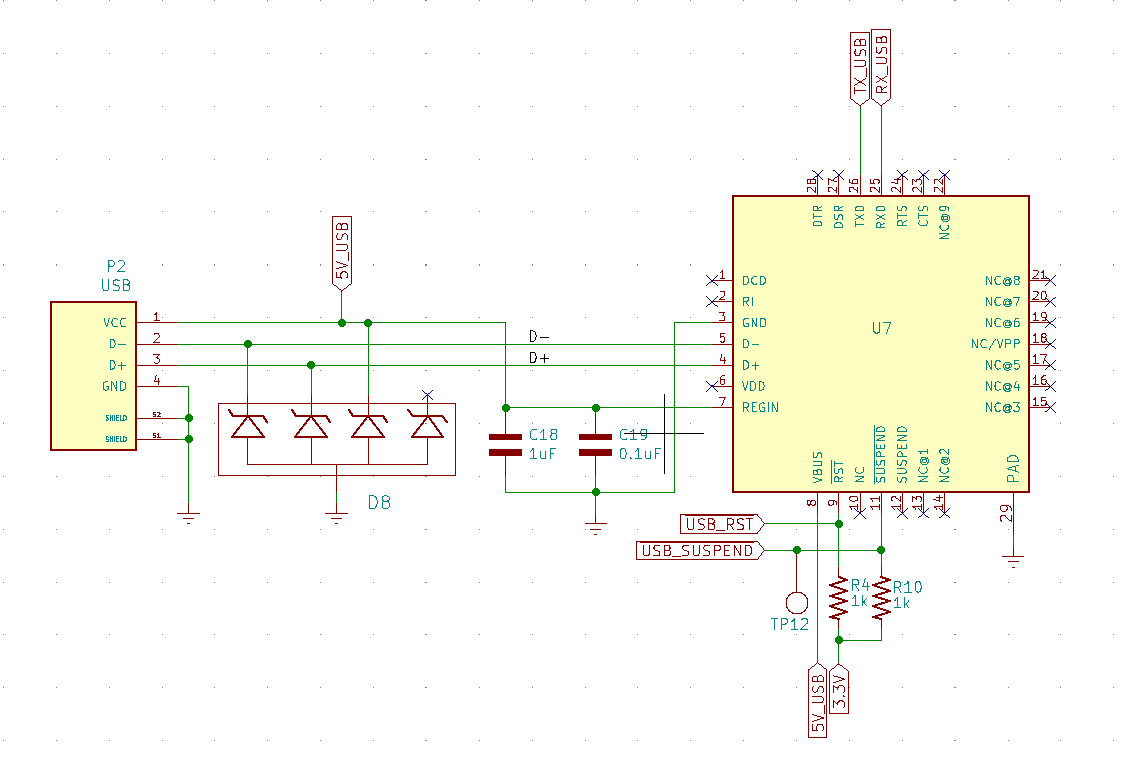 TX_USB
RX_USB
28
27
26
25
24
23
22
DTR
DSR
TXD
RXD
RTS
CTS
NC@9
5V_USB
P2
USB
VCC 1
D- 2
D+ 3
GND 4
SHIELD S2
SHIELD S1
D8
D-
D+
C18
1uF
C19
0.1uF
1 DCD
2 RI
3 GND
5 D-
4 D+
6 VDD
7 REGIN
U7
NC@8 21
NC@7 20
NC@6 19
NC/VPP 18
NC@5 17
NC@4 16
NC@3 15
VBUS
RST
NC
SUSPEND
SUSPEND
NC@1
NC@2
PAD
8
9
10
11
12
13
14
29
USB_RST
USB_SUSPEND
TP12
R4
1k
R10
1k
5V_USB
3.3V